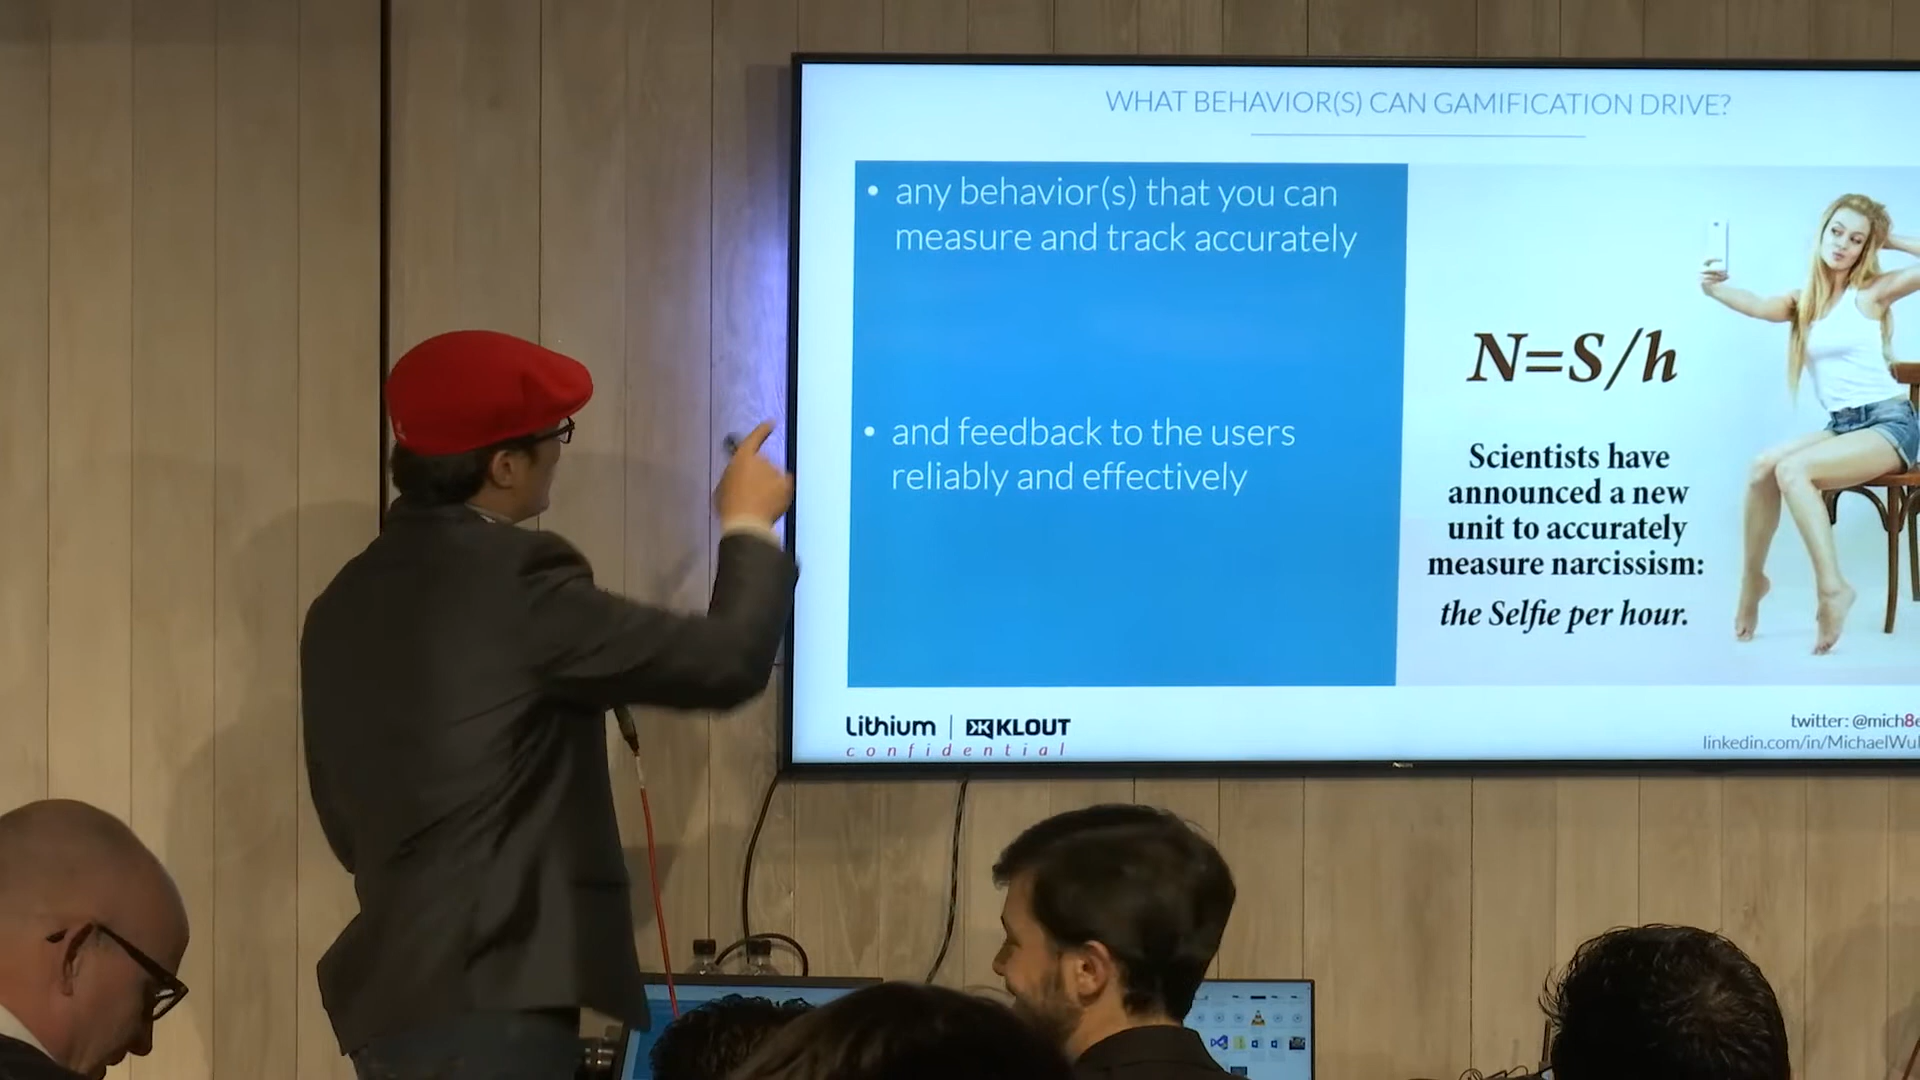 WHAT BEHAVIOR(S) CAN GAMIFICATION DRIVE?
• any behavior(s) that you can
measure and track accurately
• and feedback to the users
reliably and effectively
N=S/h
Scientists have
announced a new
unit to accurately
measure narcissism:
the Selfie per hour.
Lithium | KLOUT
confidential
twitter: @mich8
linkedin.com/in/MichaelWu